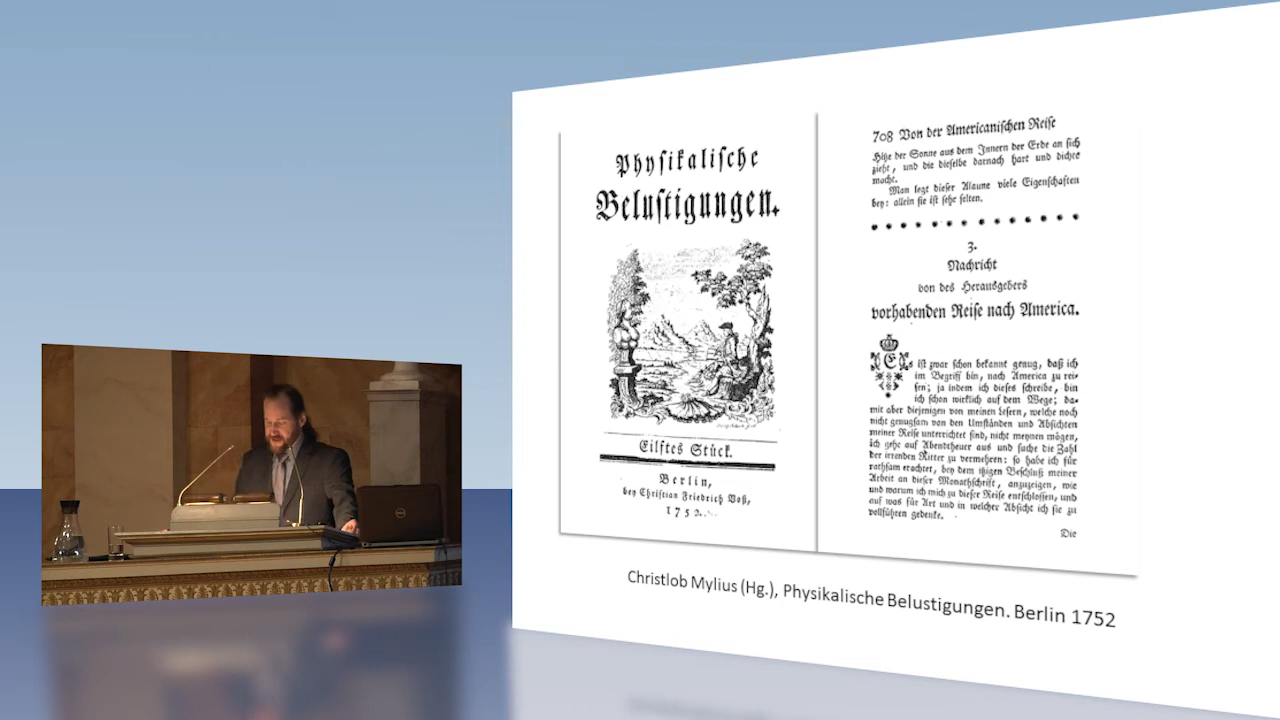 Physikalische
Belustigungen.
Eilftes Stück.
Berlin,
bey Christian Friedrich Voß,
1752.
708 Von der Americanischen Reise
Hitze der Sonne aus dem Innern der Erde an sich
zieht, und die dieselbe darnach hart und dichte
macht.
Man legt dieser Alaune viele Eigenschaften
bey: allein sie ist sehr selten.
3.
Nachricht
von des Herausgebers
vorhabenden Reise nach America.
Es ist zwar schon bekannt genug, daß ich
im Begriff bin, nach America zu rei-
sen; ja indem ich dieses schreibe, bin
ich schon wirklich auf dem Wege; da-
mit aber diejenigen von meinen Lesern, welche noch
nicht genugsam von den Umständen und Absichten
meiner Reise unterrichtet sind, nicht meynen mögen,
ich gehe auf Abendtheuer aus und suche die Zahl
der irrenden Ritter zu vermehren: so habe ich für
rathsam erachtet, bey dem itzigen Beschluß meiner
Arbeit an dieser Monathschrift, anzuzeigen, wie
und warum ich mich zu dieser Reise entschlossen, und
auf was für Art und in welcher Absicht ich sie zu
vollführen gedenke.
Die
Christlob Mylius (Hg.), Physikalische Belustigungen. Berlin 1752